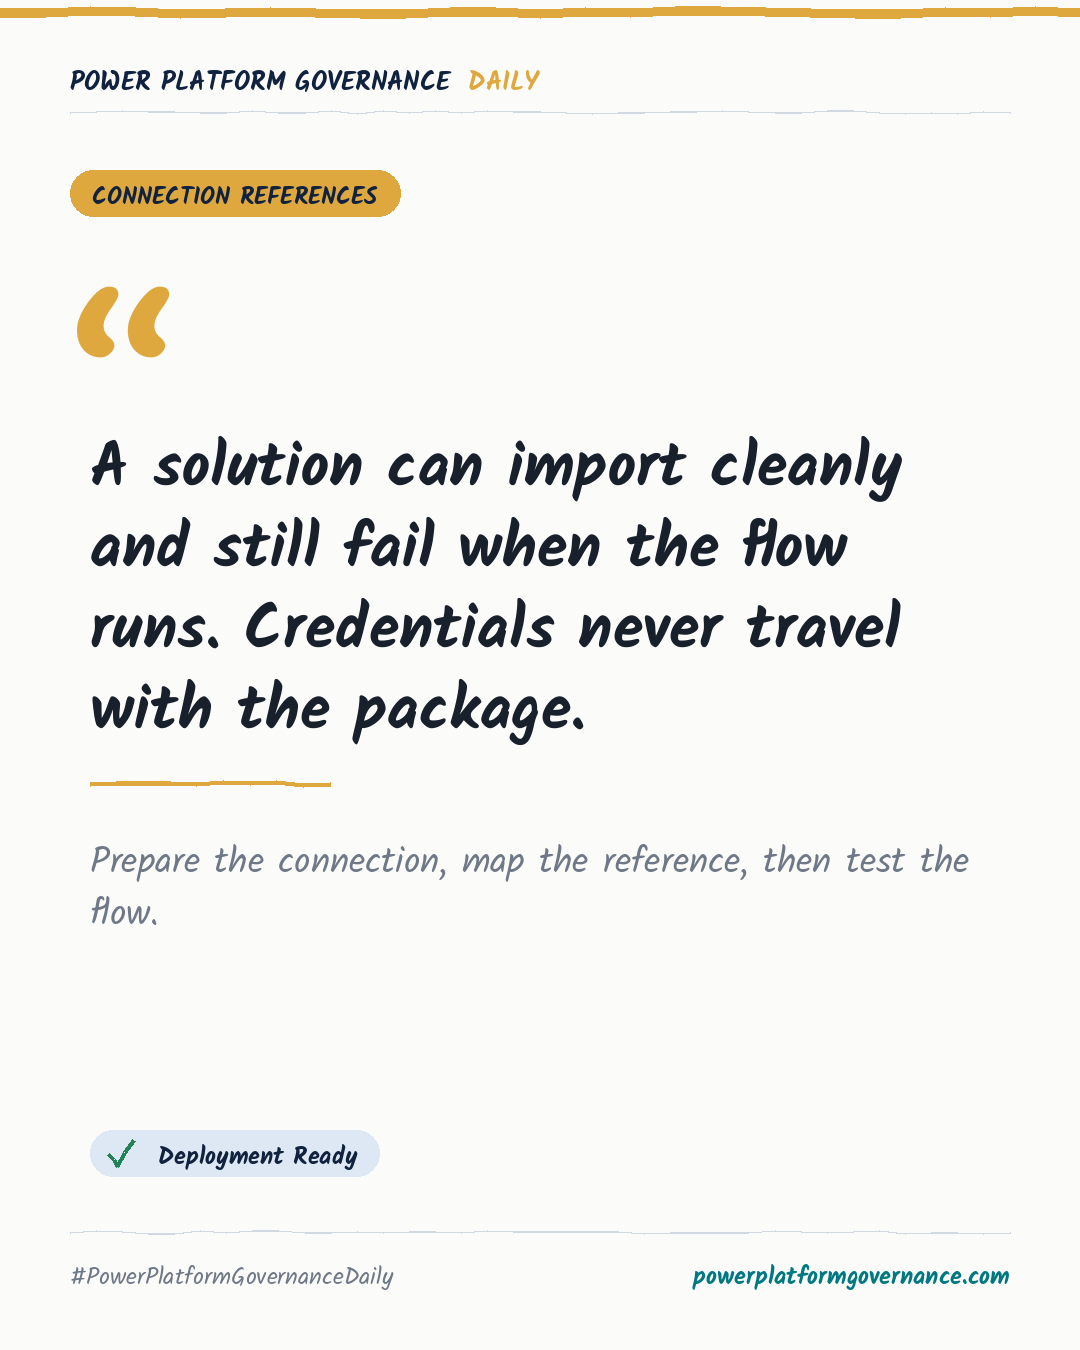 POWER PLATFORM GOVERNANCE DAILY
CONNECTION REFERENCES
“
A solution can import cleanly
and still fail when the flow
runs. Credentials never travel
with the package.
Prepare the connection, map the reference, then test the
flow.
✓ Deployment Ready
#PowerPlatformGovernanceDaily
powerplatformgovernance.com